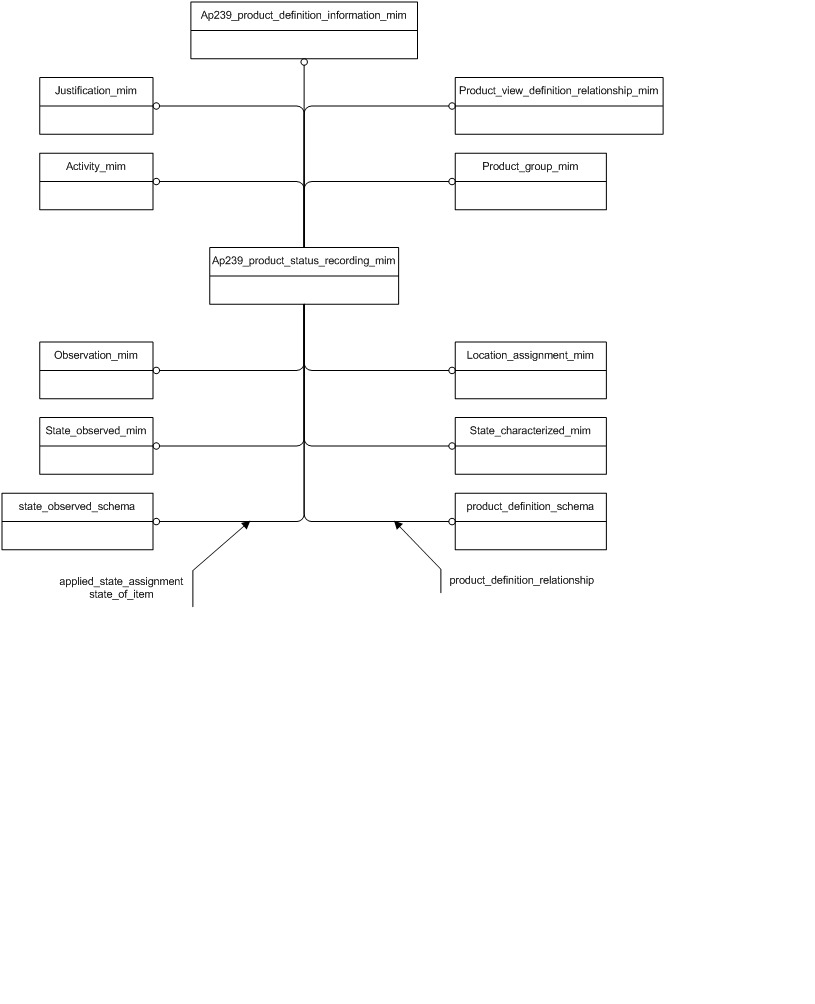 Ap239_product_definition_information_mim
Justification_mim
Product_view_definition_relationship_mim
Activity_mim
Product_group_mim
Ap239_product_status_recording_mim
Observation_mim
Location_assignment_mim
State_observed_mim
State_characterized_mim
state_observed_schema
product_definition_schema
applied_state_assignment
state_of_item
product_definition_relationship